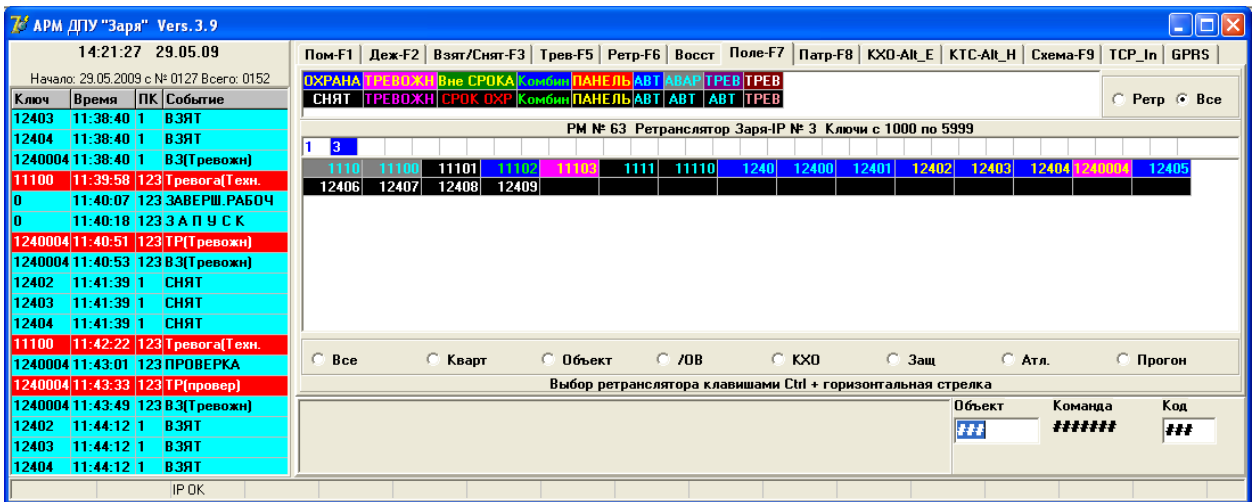 АРМ ДПУ "Заря" Vers.3.9
14:21:27 29.05.09
Начало: 29.05.2009 с № 0127 Всего: 0152
Ключ Время ПК Событие
12403 11:38:40 1 ВЗЯТ
12404 11:38:40 1 ВЗЯТ
1240004 11:38:40 1 ВЗ(Тревожн)
11100 11:39:58 123 Тревога(Техн.
0 11:40:07 123 ЗАВЕРШ.РАБОЧ
0 11:40:18 123 З А П У С К
1240004 11:40:51 123 ТР(Тревожн)
1240004 11:40:53 123 ВЗ(Тревожн)
12402 11:41:39 1 СНЯТ
12403 11:41:39 1 СНЯТ
12404 11:41:39 1 СНЯТ
11100 11:42:22 123 Тревога(Техн.
1240004 11:43:01 123 ПРОВЕРКА
1240004 11:43:33 123 ТР(провер)
1240004 11:43:49 123 ВЗ(Тревожн)
12402 11:44:12 1 ВЗЯТ
12403 11:44:12 1 ВЗЯТ
12404 11:44:12 1 ВЗЯТ
Пом-F1 Деж-F2 Взят/Снят-F3 Трев-F5 Ретр-F6 Восст Поле-F7 Патр-F8 КХО-Alt_E КТС-Alt_H Схема-F9 TCP_In GPRS
ОХРАНА ТРЕВОЖН Вне СРОКА Комбин ПАНЕЛЬ АВТ АВАР ТРЕВ ТРЕВ
СНЯТ ТРЕВОЖН СРОК ОХР Комбин ПАНЕЛЬ АВТ АВТ АВТ ТРЕВ
Ретр Все
РМ № 63 Ретранслятор Заря-IP № 3 Ключи с 1000 по 5999
1 3
1110 11100 11101 11102 11103 1111 11110 1240 12400 12401 12402 12403 12404 1240004 12405
12406 12407 12408 12409
Все Кварт Объект /ОВ КХО Защ Атл. Прогон
Выбор ретранслятора клавишами Ctrl + горизонтальная стрелка
Объект Команда Код
### ####### ###
IP OK